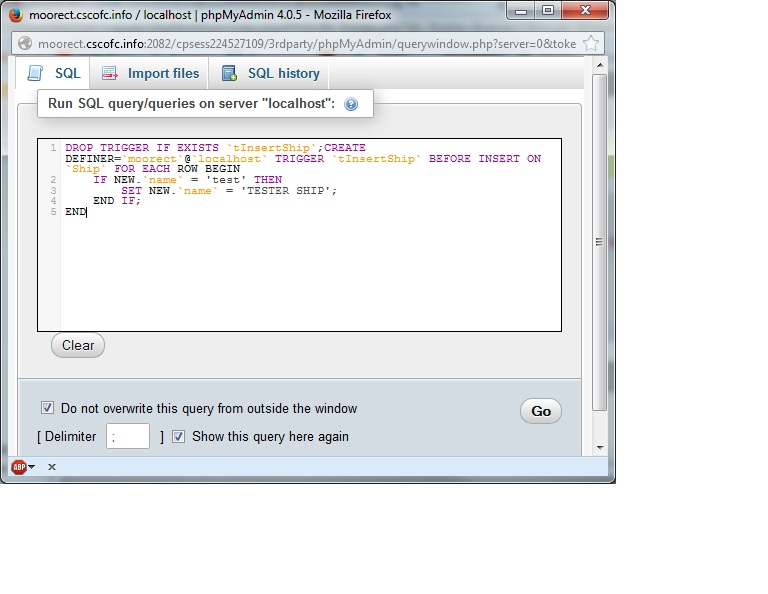 moorect.cscofc.info / localhost | phpMyAdmin 4.0.5 - Mozilla Firefox
moorect.cscofc.info:2082/cpsess224527109/3rdparty/phpMyAdmin/querywindow.php?server=0&toke
SQL Import files SQL history
Run SQL query/queries on server "localhost":
1 DROP TRIGGER IF EXISTS `tInsertShip`;CREATE
DEFINER=`moorect`@`localhost` TRIGGER `tInsertShip` BEFORE INSERT ON
`Ship` FOR EACH ROW BEGIN
2 IF NEW.`name` = 'test' THEN
3 SET NEW.`name` = 'TESTER SHIP';
4 END IF;
5 END
Clear
Do not overwrite this query from outside the window
Go
[ Delimiter ; ] Show this query here again
ABP